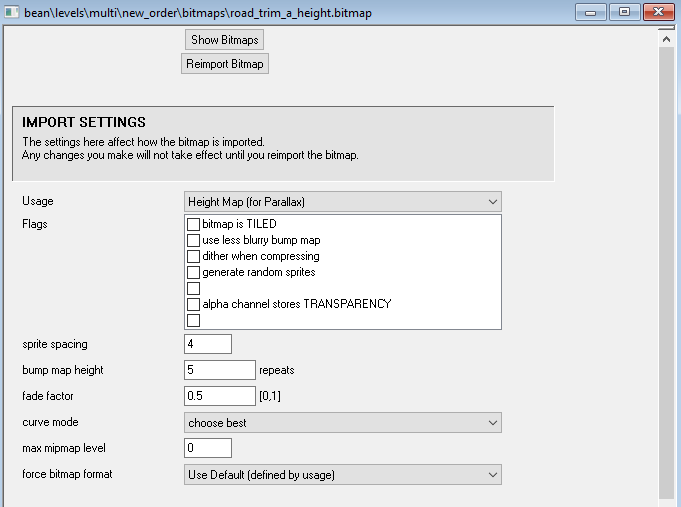 bean\levels\multi\new_order\bitmaps\road_trim_a_height.bitmap
Show Bitmaps
Reimport Bitmap
IMPORT SETTINGS
The settings here affect how the bitmap is imported.
Any changes you make will not take effect until you reimport the bitmap.
Usage Height Map (for Parallax)
Flags bitmap is TILED
use less blurry bump map
dither when compressing
generate random sprites
alpha channel stores TRANSPARENCY
sprite spacing 4
bump map height 5 repeats
fade factor 0.5 [0,1]
curve mode choose best
max mipmap level 0
force bitmap format Use Default (defined by usage)